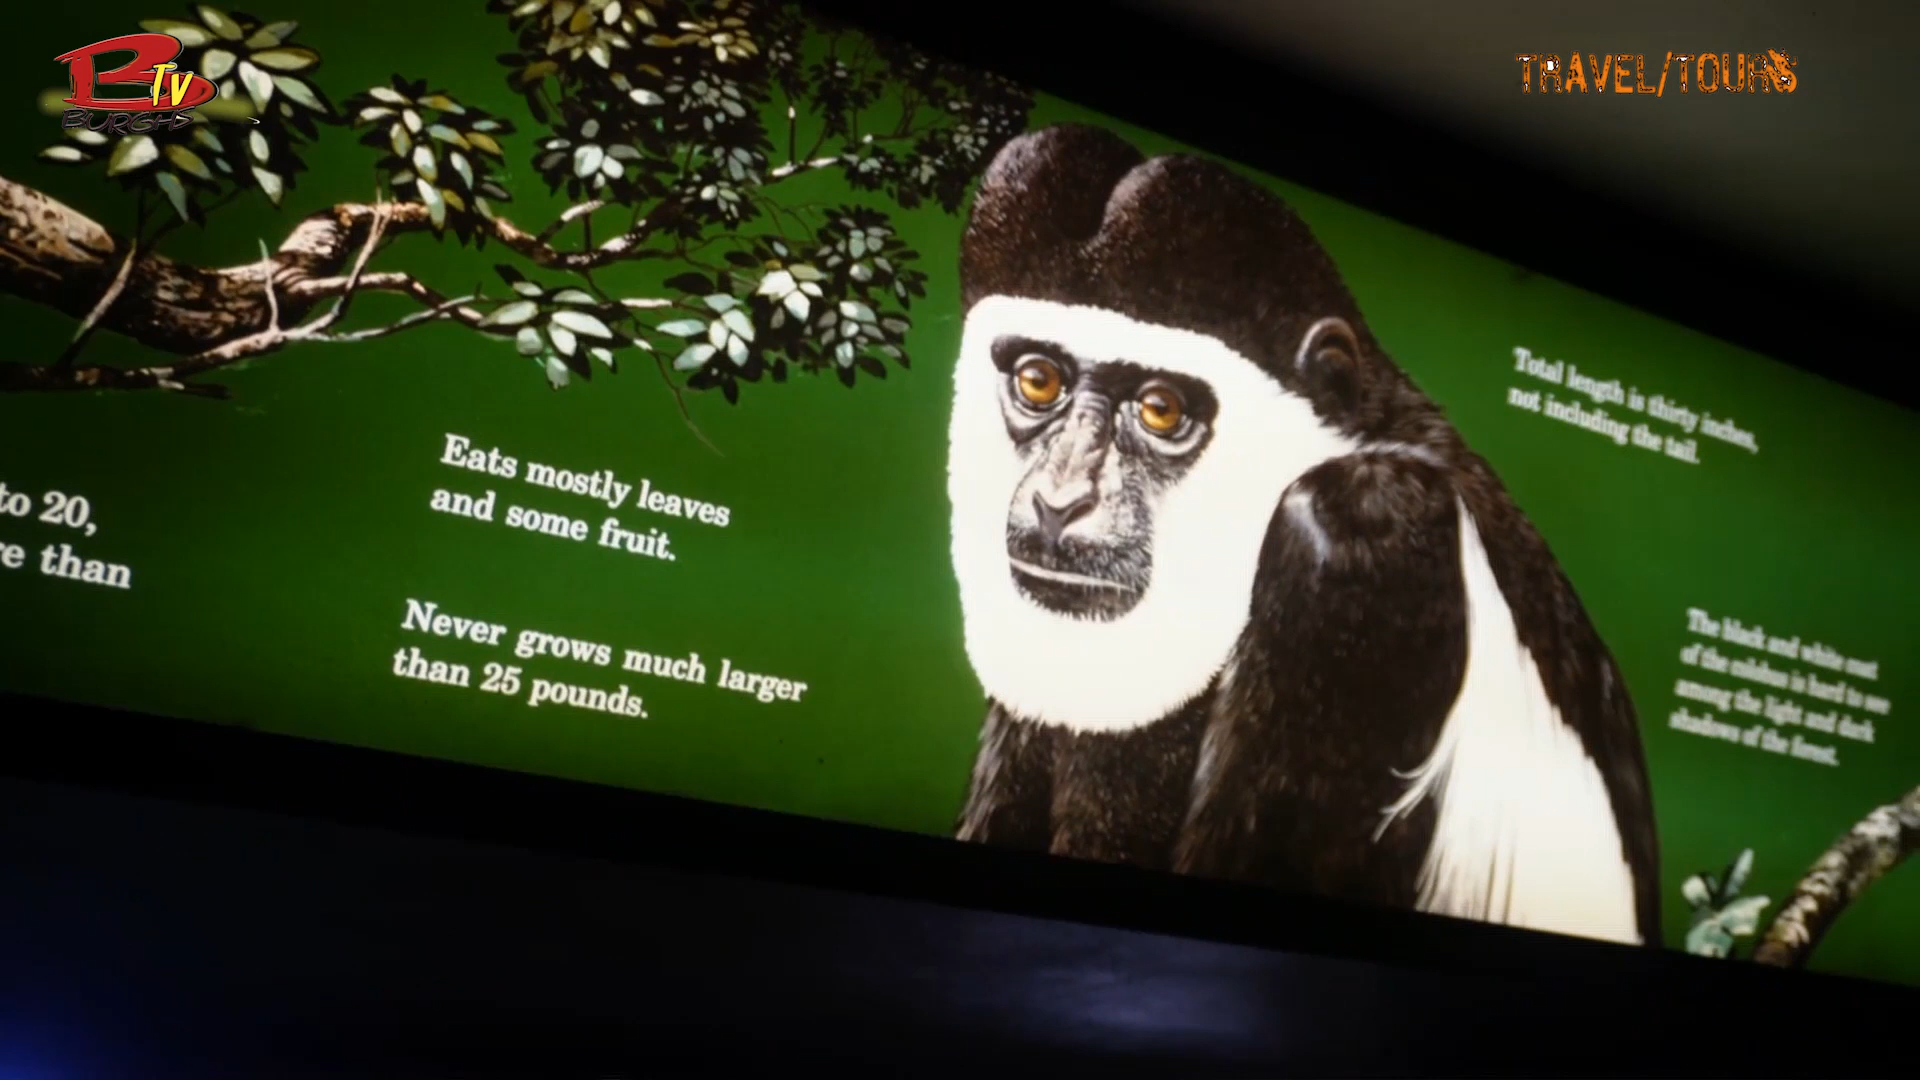 B TV
BURGHS
TRAVEL/TOURS
to 20,
re than
Eats mostly leaves
and some fruit.
Never grows much larger
than 25 pounds.
Total length is thirty inches,
not including the tail.
The black and white coat
of the colobus is hard to see
among the light and dark
shadows of the forest.